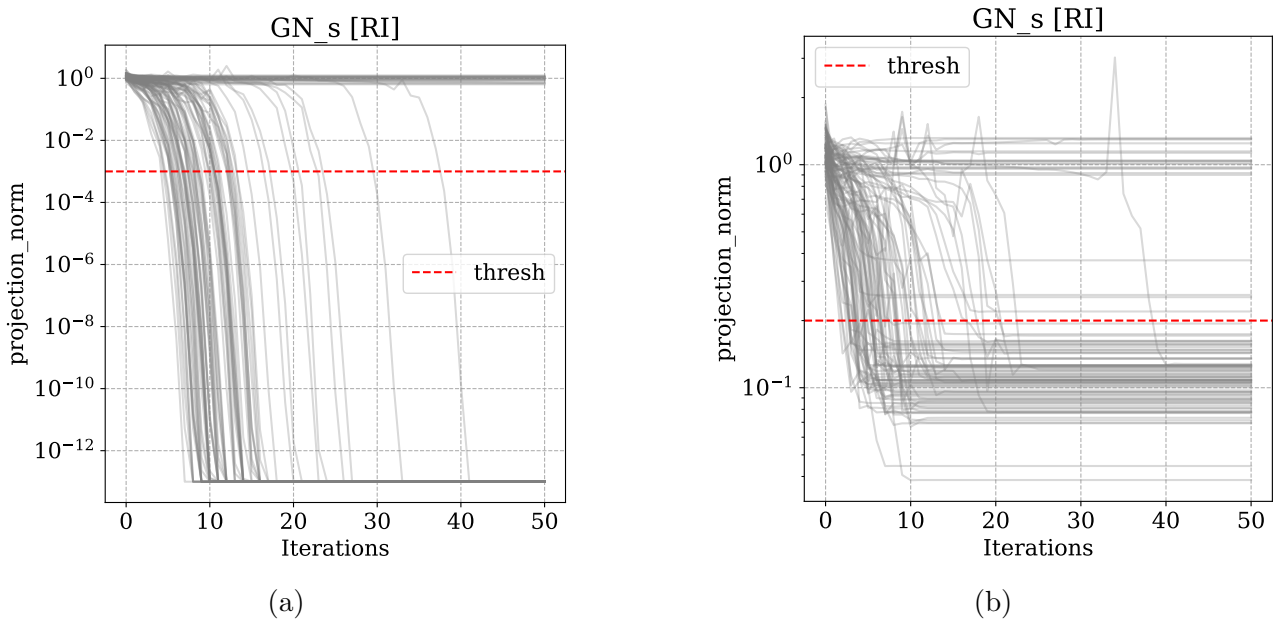 GN_s [RI]
10^0
10^−2
10^−4
10^−6
10^−8
10^−10
10^−12
projection_norm
thresh
0 10 20 30 40 50
Iterations
(a)
GN_s [RI]
thresh
10^0
10^−1
projection_norm
0 10 20 30 40 50
Iterations
(b)